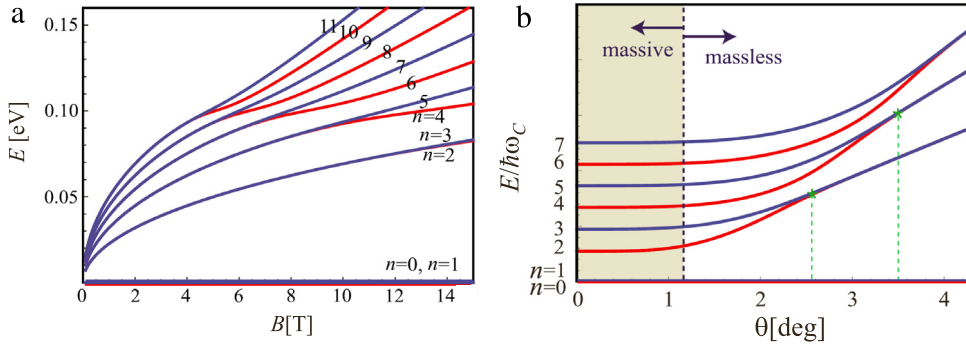 a
b
0.15
0.10
0.05
0
E [eV]
11
10
9
8
7
6
5
n=4
n=3
n=2
n=0, n=1
0 2 4 6 8 10 12 14
B[T]
massive
massless
E/ħω_C
7
6
5
4
3
2
n=1
n=0
0 1 2 3 4
θ[deg]